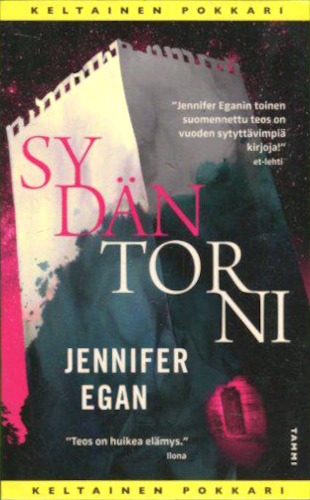 KELTAINEN POKKARI
"Jennifer Eganin toinen
suomennettu teos on
vuoden sytyttävimpiä
kirjoja!"
et-lehti
SY
DÄN
TOR
NI
JENNIFER
EGAN
"Teos on huikea elämys."
Ilona
TAMMI
KELTAINEN POKKARI